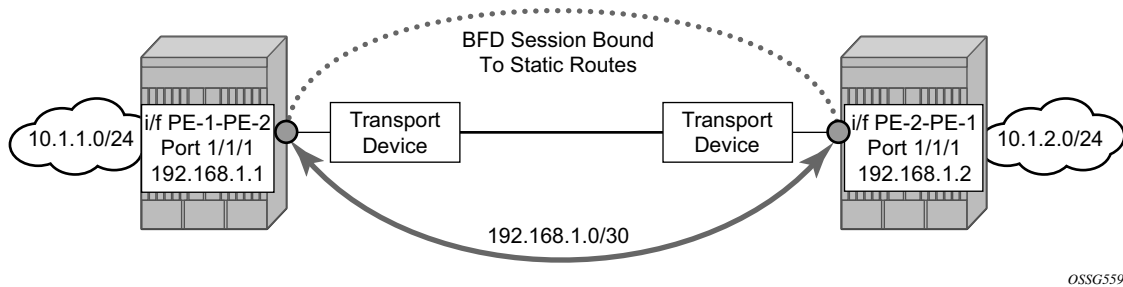 BFD Session Bound
To Static Routes
10.1.1.0/24
i/f PE-1-PE-2
Port 1/1/1
192.168.1.1
Transport
Device
Transport
Device
i/f PE-2-PE-1
Port 1/1/1
192.168.1.2
10.1.2.0/24
192.168.1.0/30
OSSG559